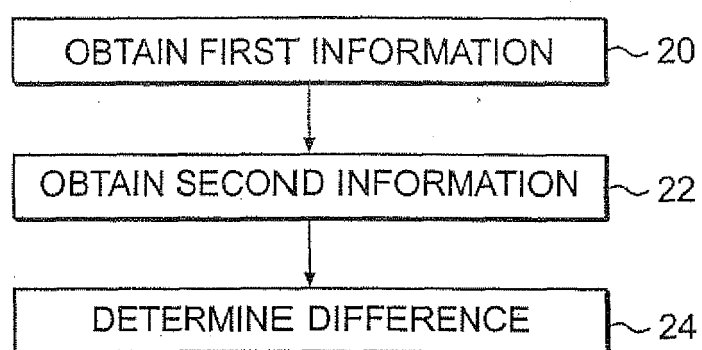 OBTAIN FIRST INFORMATION 20
OBTAIN SECOND INFORMATION 22
DETERMINE DIFFERENCE 24